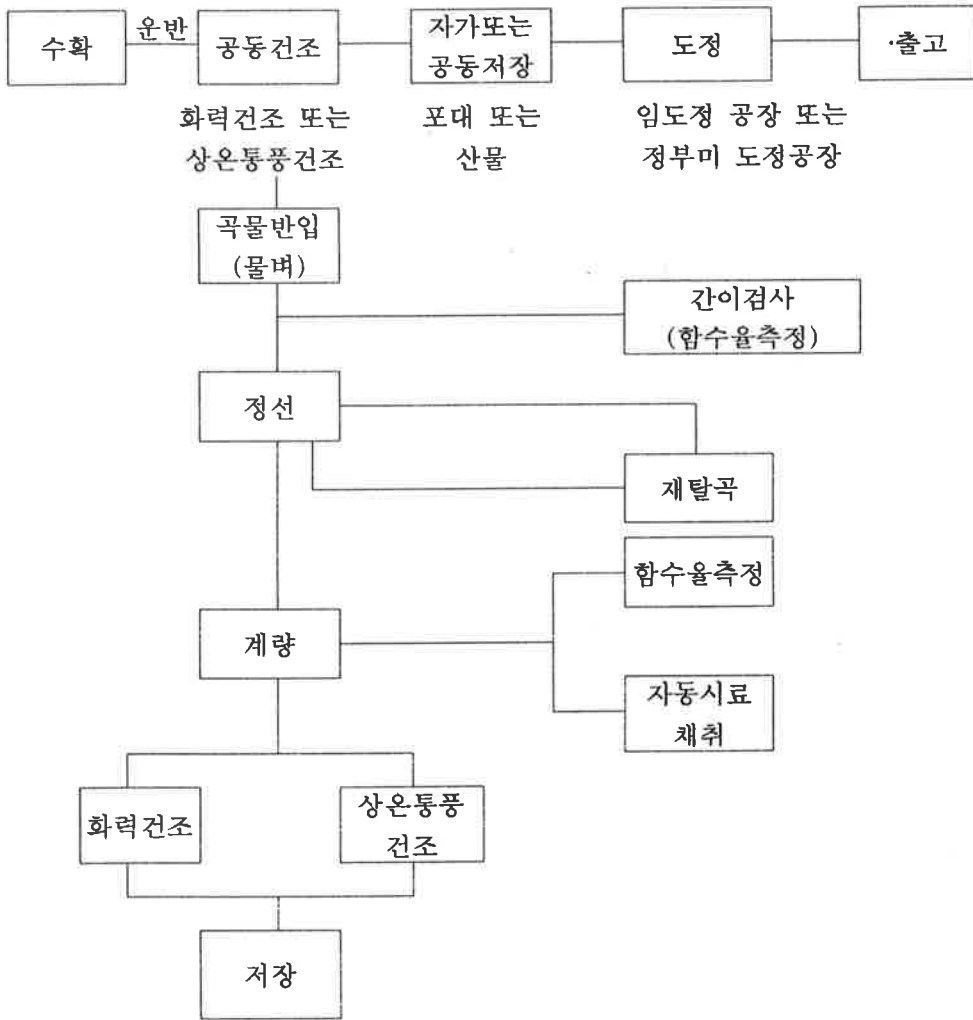 수확
운반
공동건조
자가또는
공동저장
도정
·출고
화력건조 또는
상온통풍건조
포대 또는
산물
임도정 공장 또는
정부미 도정공장
곡물반입
(물벼)
간이검사
(함수율측정)
정선
재탈곡
함수율측정
계량
자동시료
채취
화력건조
상온통풍
건조
저장